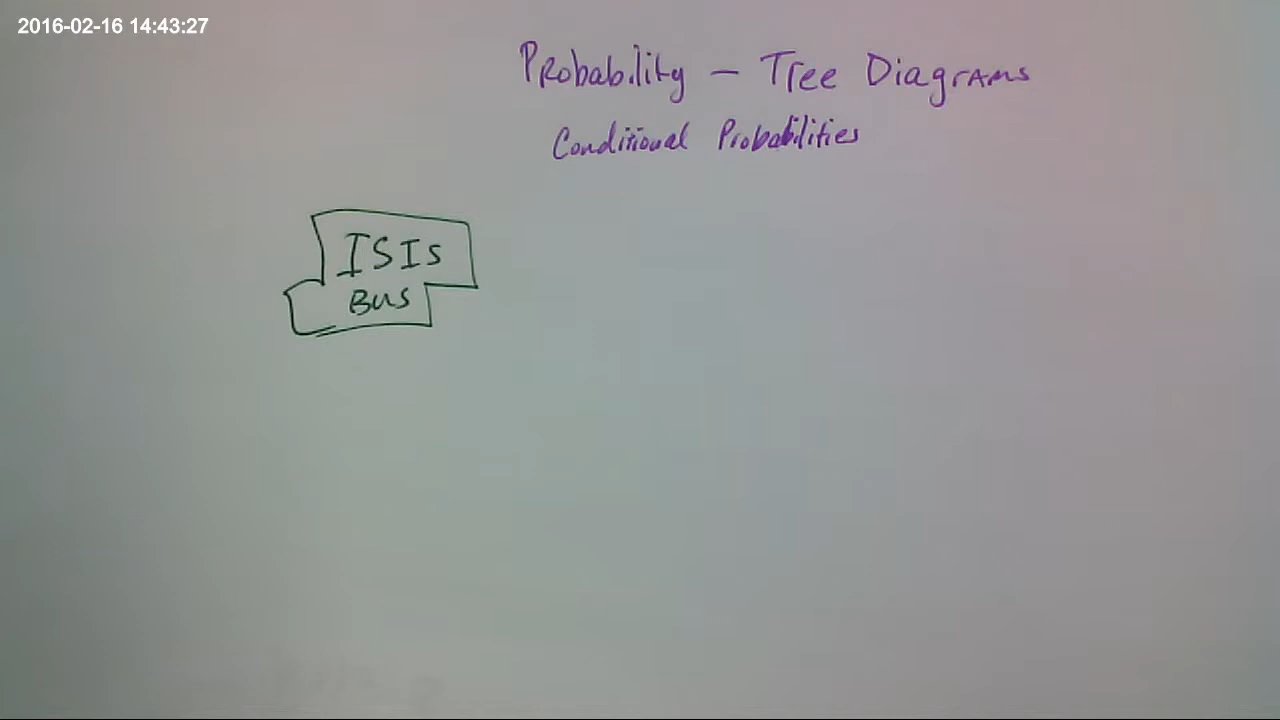 2016-02-16 14:43:27
Probability – Tree Diagrams
Conditional Probabilities
ISIS
Bus